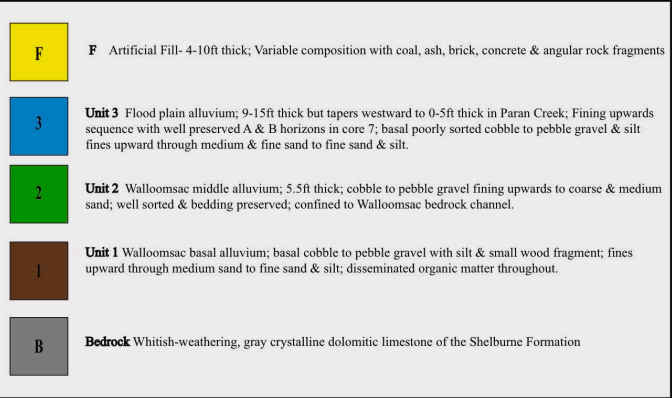 F
F Artificial Fill- 4-10ft thick; Variable composition with coal, ash, brick, concrete & angular rock fragments
3
Unit 3 Flood plain alluvium; 9-15ft thick but tapers westward to 0-5ft thick in Paran Creek; Fining upwards
sequence with well preserved A & B horizons in core 7; basal poorly sorted cobble to pebble gravel & silt
fines upward through medium & fine sand to fine sand & silt.
2
Unit 2 Walloomsac middle alluvium; 5.5ft thick; cobble to pebble gravel fining upwards to coarse & medium
sand; well sorted & bedding preserved; confined to Walloomsac bedrock channel.
1
Unit 1 Walloomsac basal alluvium; basal cobble to pebble gravel with silt & small wood fragment; fines
upward through medium sand to fine sand & silt; disseminated organic matter throughout.
B
Bedrock Whitish-weathering, gray crystalline dolomitic limestone of the Shelburne Formation